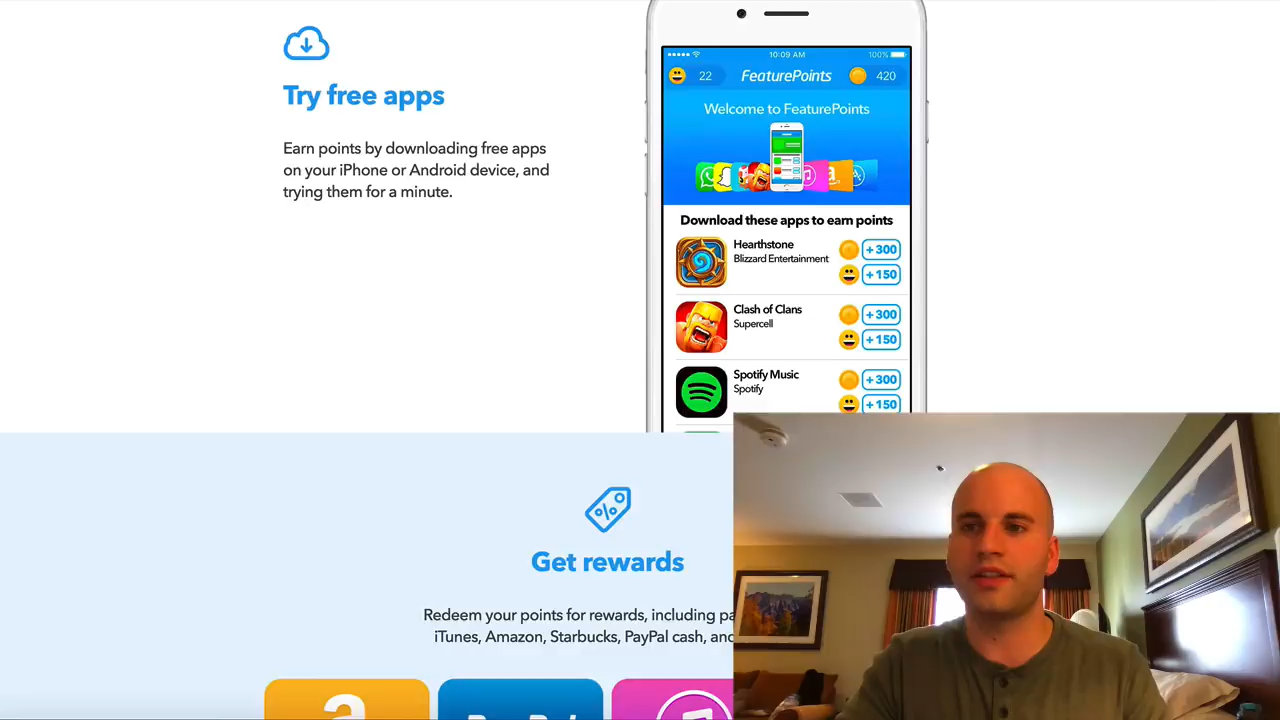 Try free apps
Earn points by downloading free apps
on your iPhone or Android device, and
trying them for a minute.
10:09 AM
100%
22
FeaturePoints
420
Welcome to FeaturePoints
Download these apps to earn points
Hearthstone
Blizzard Entertainment
+300
+150
Clash of Clans
Supercell
+300
+150
Spotify Music
Spotify
+300
+150
Get rewards
Redeem your points for rewards, including
iTunes, Amazon, Starbucks, PayPal cash,